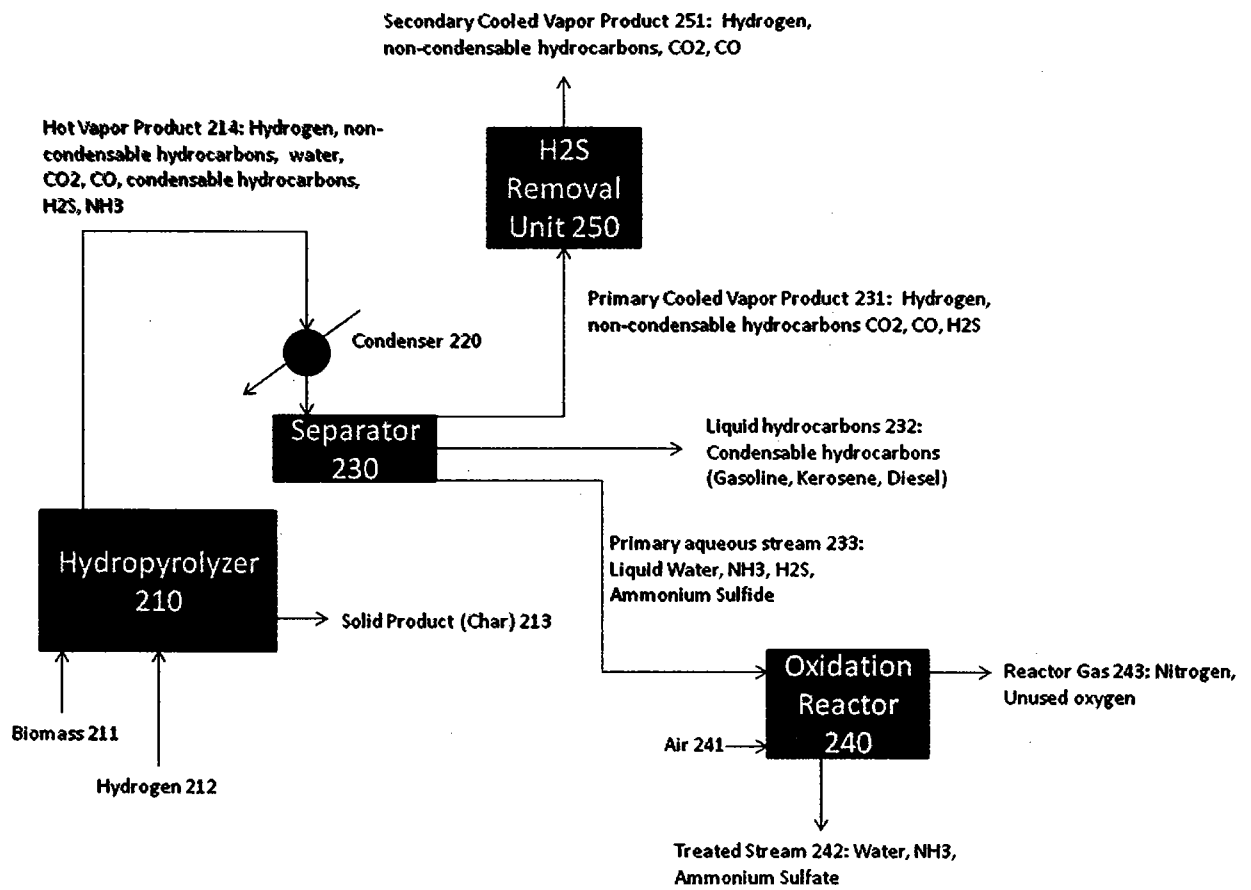 Secondary Cooled Vapor Product 251: Hydrogen,
non-condensable hydrocarbons, CO2, CO
Hot Vapor Product 214: Hydrogen, non-
condensable hydrocarbons, water,
CO2, CO, condensable hydrocarbons,
H2S, NH3
H2S
Removal
Unit 250
Primary Cooled Vapor Product 231: Hydrogen,
non-condensable hydrocarbons CO2, CO, H2S
Condenser 220
Separator
230
Liquid hydrocarbons 232:
Condensable hydrocarbons
(Gasoline, Kerosene, Diesel)
Hydropyrolyzer
210
Primary aqueous stream 233:
Liquid Water, NH3, H2S,
Ammonium Sulfide
Solid Product (Char) 213
Oxidation
Reactor
240
Reactor Gas 243: Nitrogen,
Unused oxygen
Biomass 211
Air 241
Hydrogen 212
Treated Stream 242: Water, NH3,
Ammonium Sulfate